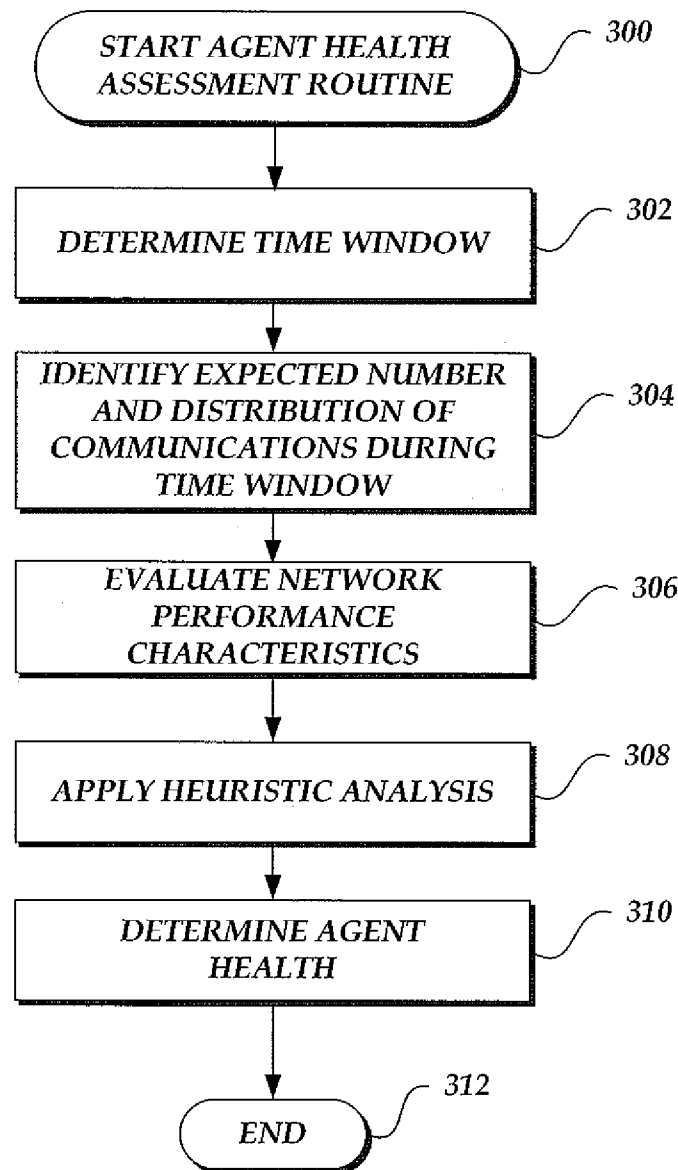 START AGENT HEALTH
ASSESSMENT ROUTINE
300
DETERMINE TIME WINDOW
302
IDENTIFY EXPECTED NUMBER
AND DISTRIBUTION OF
COMMUNICATIONS DURING
TIME WINDOW
304
EVALUATE NETWORK
PERFORMANCE
CHARACTERISTICS
306
APPLY HEURISTIC ANALYSIS
308
DETERMINE AGENT
HEALTH
310
END
312